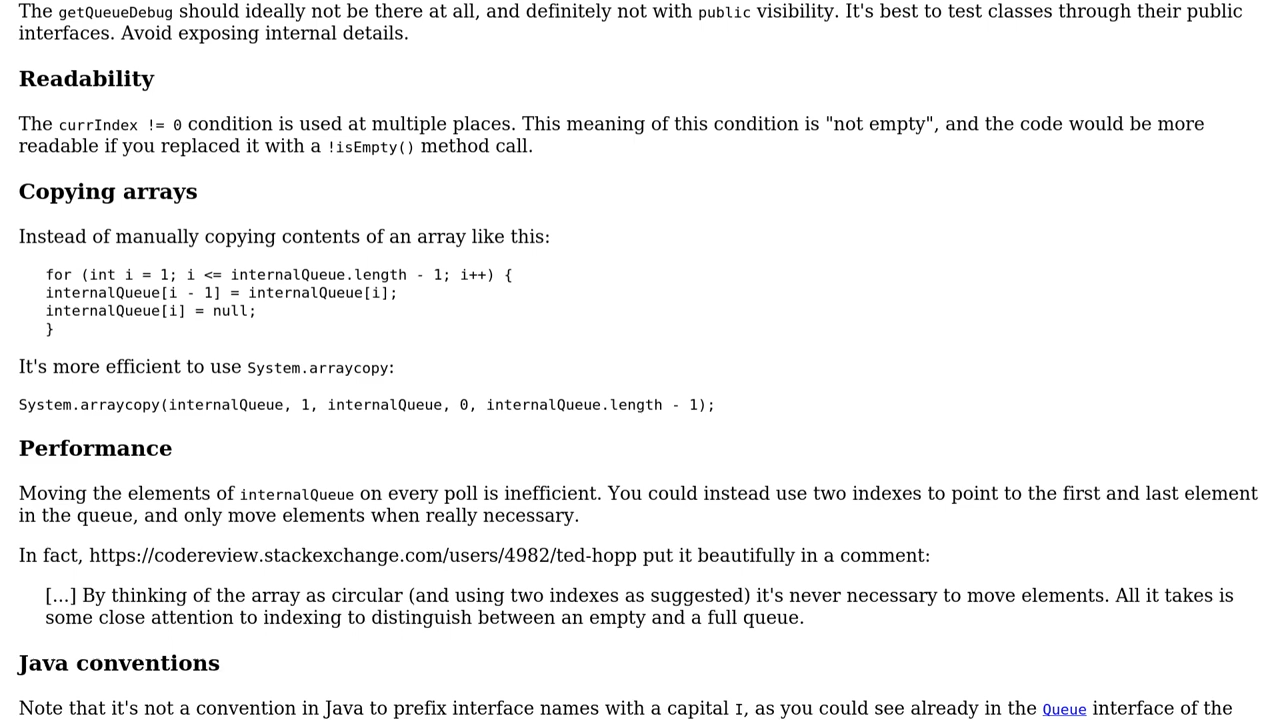 The getQueueDebug should ideally not be there at all, and definitely not with public visibility. It's best to test classes through their public
interfaces. Avoid exposing internal details.
Readability
The currIndex != 0 condition is used at multiple places. This meaning of this condition is "not empty", and the code would be more
readable if you replaced it with a !isEmpty() method call.
Copying arrays
Instead of manually copying contents of an array like this:
for (int i = 1; i <= internalQueue.length - 1; i++) {
internalQueue[i - 1] = internalQueue[i];
internalQueue[i] = null;
}
It's more efficient to use System.arraycopy:
System.arraycopy(internalQueue, 1, internalQueue, 0, internalQueue.length - 1);
Performance
Moving the elements of internalQueue on every poll is inefficient. You could instead use two indexes to point to the first and last element
in the queue, and only move elements when really necessary.
In fact, https://codereview.stackexchange.com/users/4982/ted-hopp put it beautifully in a comment:
[...] By thinking of the array as circular (and using two indexes as suggested) it's never necessary to move elements. All it takes is
some close attention to indexing to distinguish between an empty and a full queue.
Java conventions
Note that it's not a convention in Java to prefix interface names with a capital I, as you could see already in the Queue interface of the